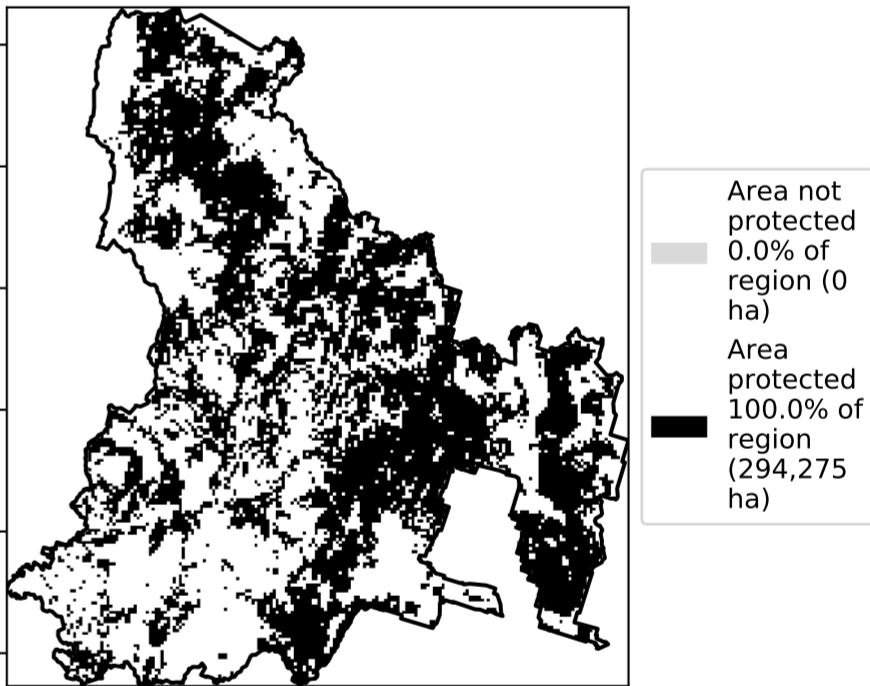 Area not
protected
0.0% of
region (0
ha)
Area
protected
100.0% of
region
(294,275
ha)